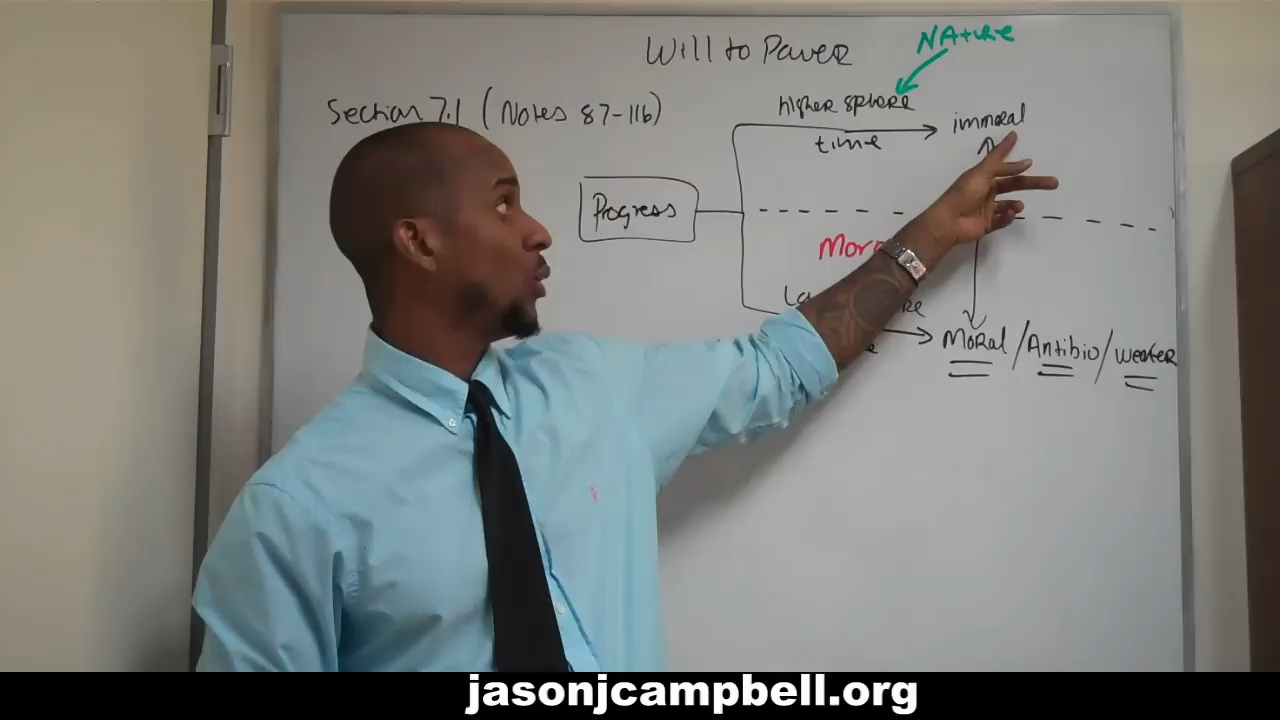 Will to Power
NAture
Section 7.1 (Notes 87-116)
higher sphere
immoral
time
Progress
MoRal / Antibio / weaker
jasonjcampbell.org